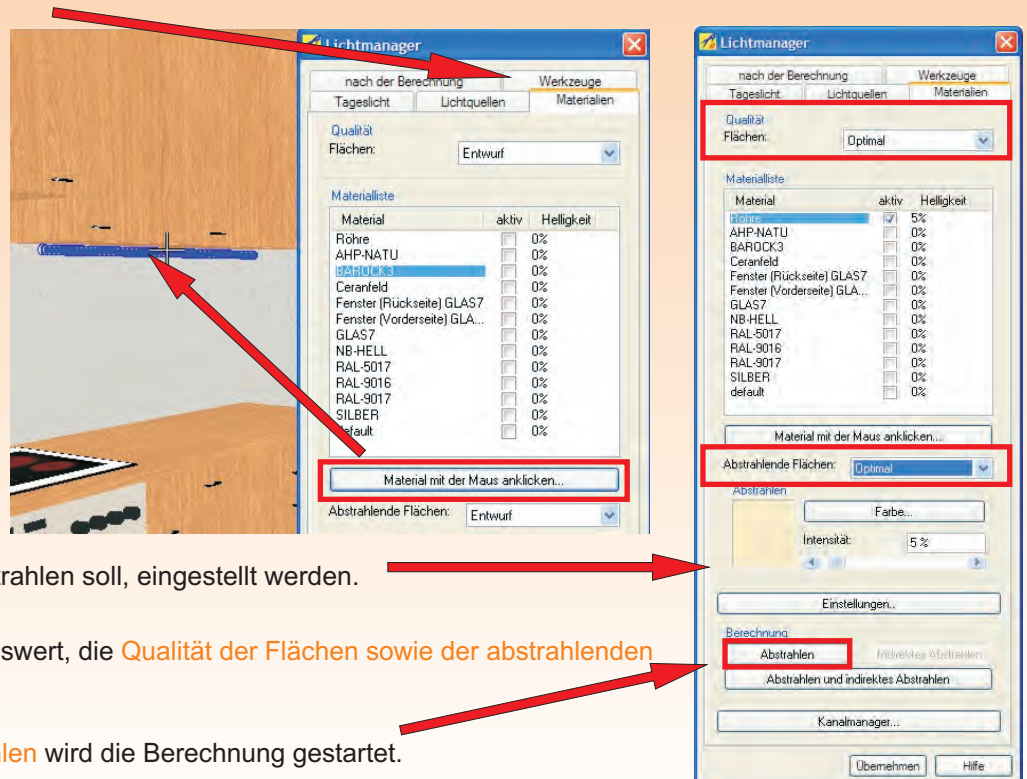 Lichtmanager
nach der Berechnung Werkzeuge
Tageslicht Lichtquellen Materialien
Qualität
Flächen: Entwurf
Materialliste
Material aktiv Helligkeit
Röhre 0%
AHP-NATU 0%
BAROCK3 0%
Ceranfeld 0%
Fenster (Rückseite) GLAS7 0%
Fenster (Vorderseite) GLA... 0%
GLAS7 0%
NB-HELL 0%
RAL-5017 0%
RAL-9016 0%
RAL-9017 0%
SILBER 0%
default 0%
Material mit der Maus anklicken...
Abstrahlende Flächen: Entwurf
Lichtmanager
nach der Berechnung Werkzeuge
Tageslicht Lichtquellen Materialien
Qualität
Flächen: Optimal
Materialliste
Material aktiv Helligkeit
Röhre 5%
AHP-NATU 0%
BAROCK3 0%
Ceranfeld 0%
Fenster (Rückseite) GLAS7 0%
Fenster (Vorderseite) GLA... 0%
GLAS7 0%
NB-HELL 0%
RAL-5017 0%
RAL-9016 0%
RAL-9017 0%
SILBER 0%
default 0%
Material mit der Maus anklicken...
Abstrahlende Flächen: Optimal
Abstrahlen
Farbe...
Intensität: 5 %
Einstellungen..
Berechnung
Abstrahlen Indirektes Abstrahlen
Abstrahlen und indirektes Abstrahlen
Kanalmanager...
Übernehmen Hilfe
trahlen soll, eingestellt werden.
swert, die Qualität der Flächen sowie der abstrahlenden
len wird die Berechnung gestartet.